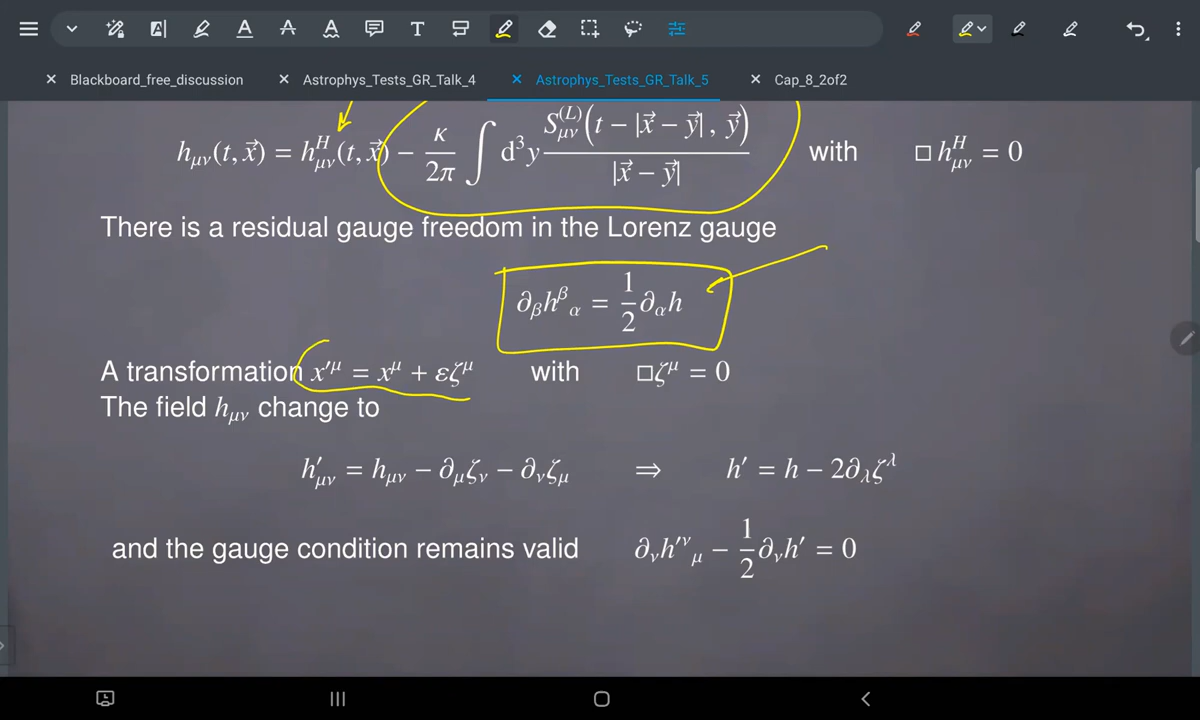 Blackboard_free_discussion Astrophys_Tests_GR_Talk_4 Astrophys_Tests_GR_Talk_5 Cap_8_2of2
h_{μν}(t, x⃗) = h^H_{μν}(t, x⃗) − κ/2π ∫ d³y S^{(L)}_{μν}(t − |x⃗ − y⃗|, y⃗) / |x⃗ − y⃗| with □ h^H_{μν} = 0
There is a residual gauge freedom in the Lorenz gauge
∂_β h^β_α = 1/2 ∂_α h
A transformation x′^μ = x^μ + εζ^μ with □ζ^μ = 0
The field h_{μν} change to
h′_{μν} = h_{μν} − ∂_μ ζ_ν − ∂_ν ζ_μ ⇒ h′ = h − 2∂_λ ζ^λ
and the gauge condition remains valid ∂_ν h′^ν_μ − 1/2 ∂_ν h′ = 0